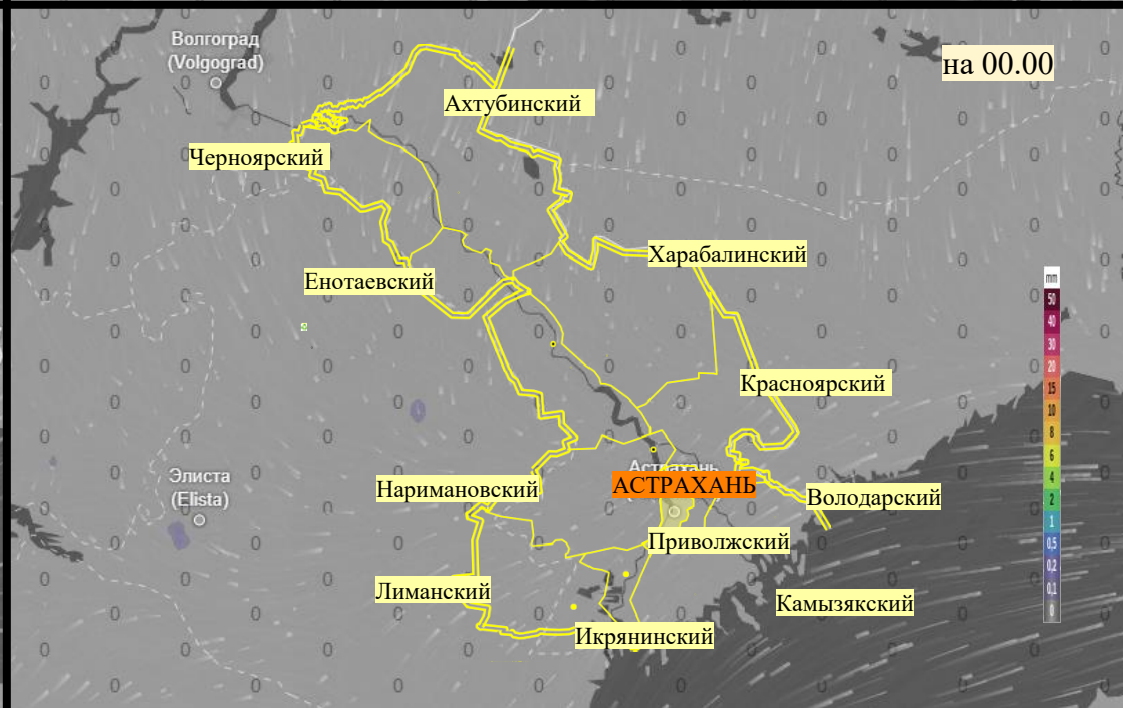 Волгоград
(Volgograd)
на 00.00
Ахтубинский
Черноярский
Харабалинский
Енотаевский
mm
50
40
30
20
15
10
8
6
4
2
1
0,5
0,2
0,1
0
Красноярский
Элиста
(Elista)
Астрахань
АСТРАХАНЬ
Наримановский
Володарский
Приволжский
Лиманский
Камызякский
Икрянинский